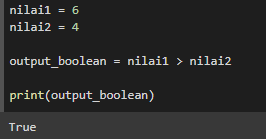 nilai1 = 6
nilai2 = 4
output_boolean = nilai1 > nilai2
print(output_boolean)
True